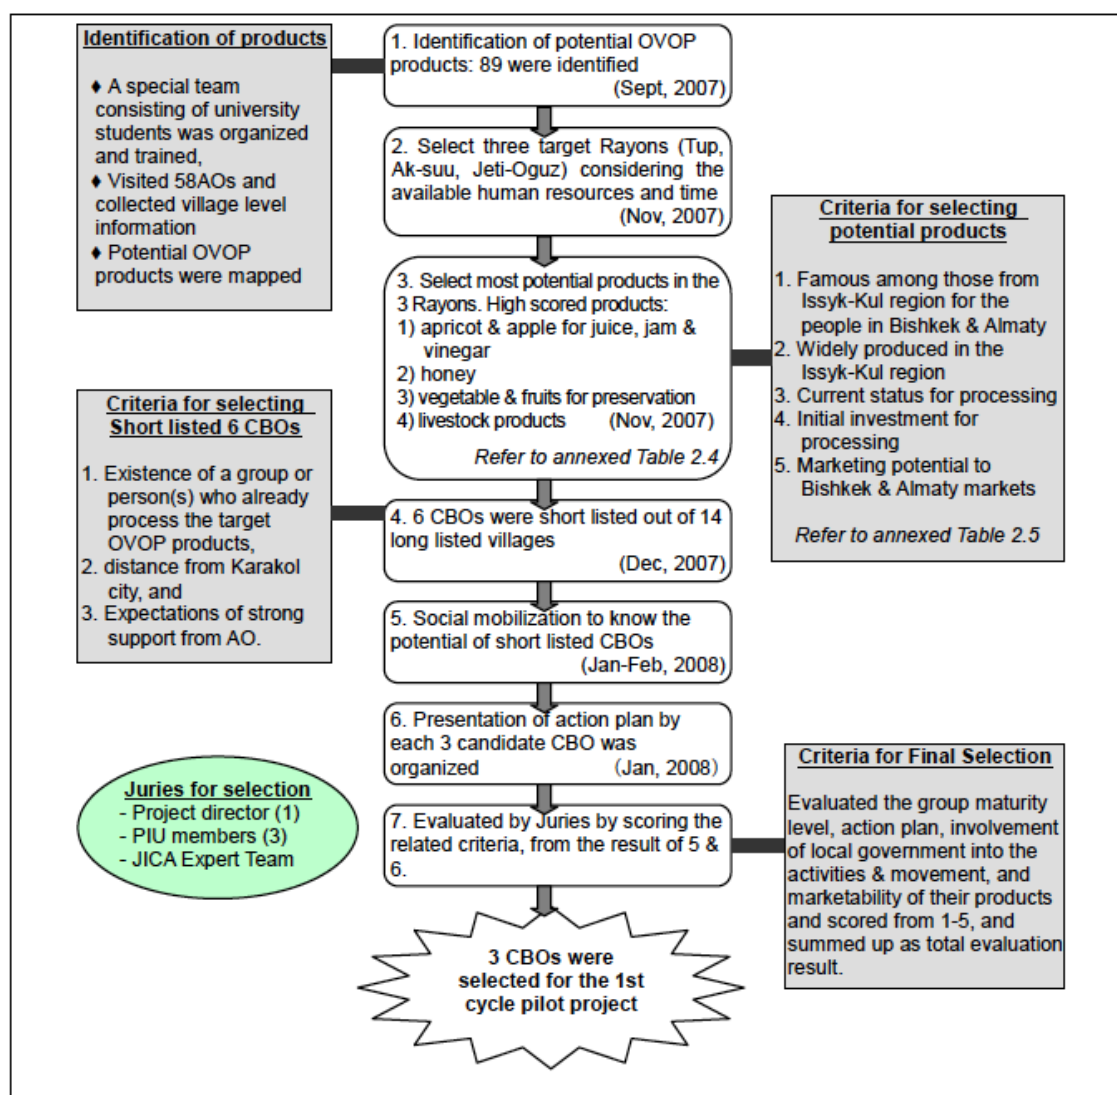 Identification of products
♦ A special team
consisting of university
students was organized
and trained,
♦ Visited 58AOs and
collected village level
information
♦ Potential OVOP
products were mapped
1. Identification of potential OVOP
products: 89 were identified
(Sept, 2007)
2. Select three target Rayons (Tup,
Ak-suu, Jeti-Oguz) considering the
available human resources and time
(Nov, 2007)
3. Select most potential products in the
3 Rayons. High scored products:
1) apricot & apple for juice, jam &
vinegar
2) honey
3) vegetable & fruits for preservation
4) livestock products (Nov, 2007)
Refer to annexed Table 2.4
Criteria for selecting
potential products
1. Famous among those from
Issyk-Kul region for the
people in Bishkek & Almaty
2. Widely produced in the
Issyk-Kul region
3. Current status for processing
4. Initial investment for
processing
5. Marketing potential to
Bishkek & Almaty markets
Refer to annexed Table 2.5
Criteria for selecting
Short listed 6 CBOs
1. Existence of a group or
person(s) who already
process the target
OVOP products,
2. distance from Karakol
city, and
3. Expectations of strong
support from AO.
4. 6 CBOs were short listed out of 14
long listed villages
(Dec, 2007)
5. Social mobilization to know the
potential of short listed CBOs
(Jan-Feb, 2008)
6. Presentation of action plan by
each 3 candidate CBO was
organized (Jan, 2008)
Juries for selection
- Project director (1)
- PIU members (3)
- JICA Expert Team
7. Evaluated by Juries by scoring the
related criteria, from the result of 5 &
6.
Criteria for Final Selection
Evaluated the group maturity
level, action plan, involvement
of local government into the
activities & movement, and
marketability of their products
and scored from 1-5, and
summed up as total evaluation
result.
3 CBOs were
selected for the 1st
cycle pilot project